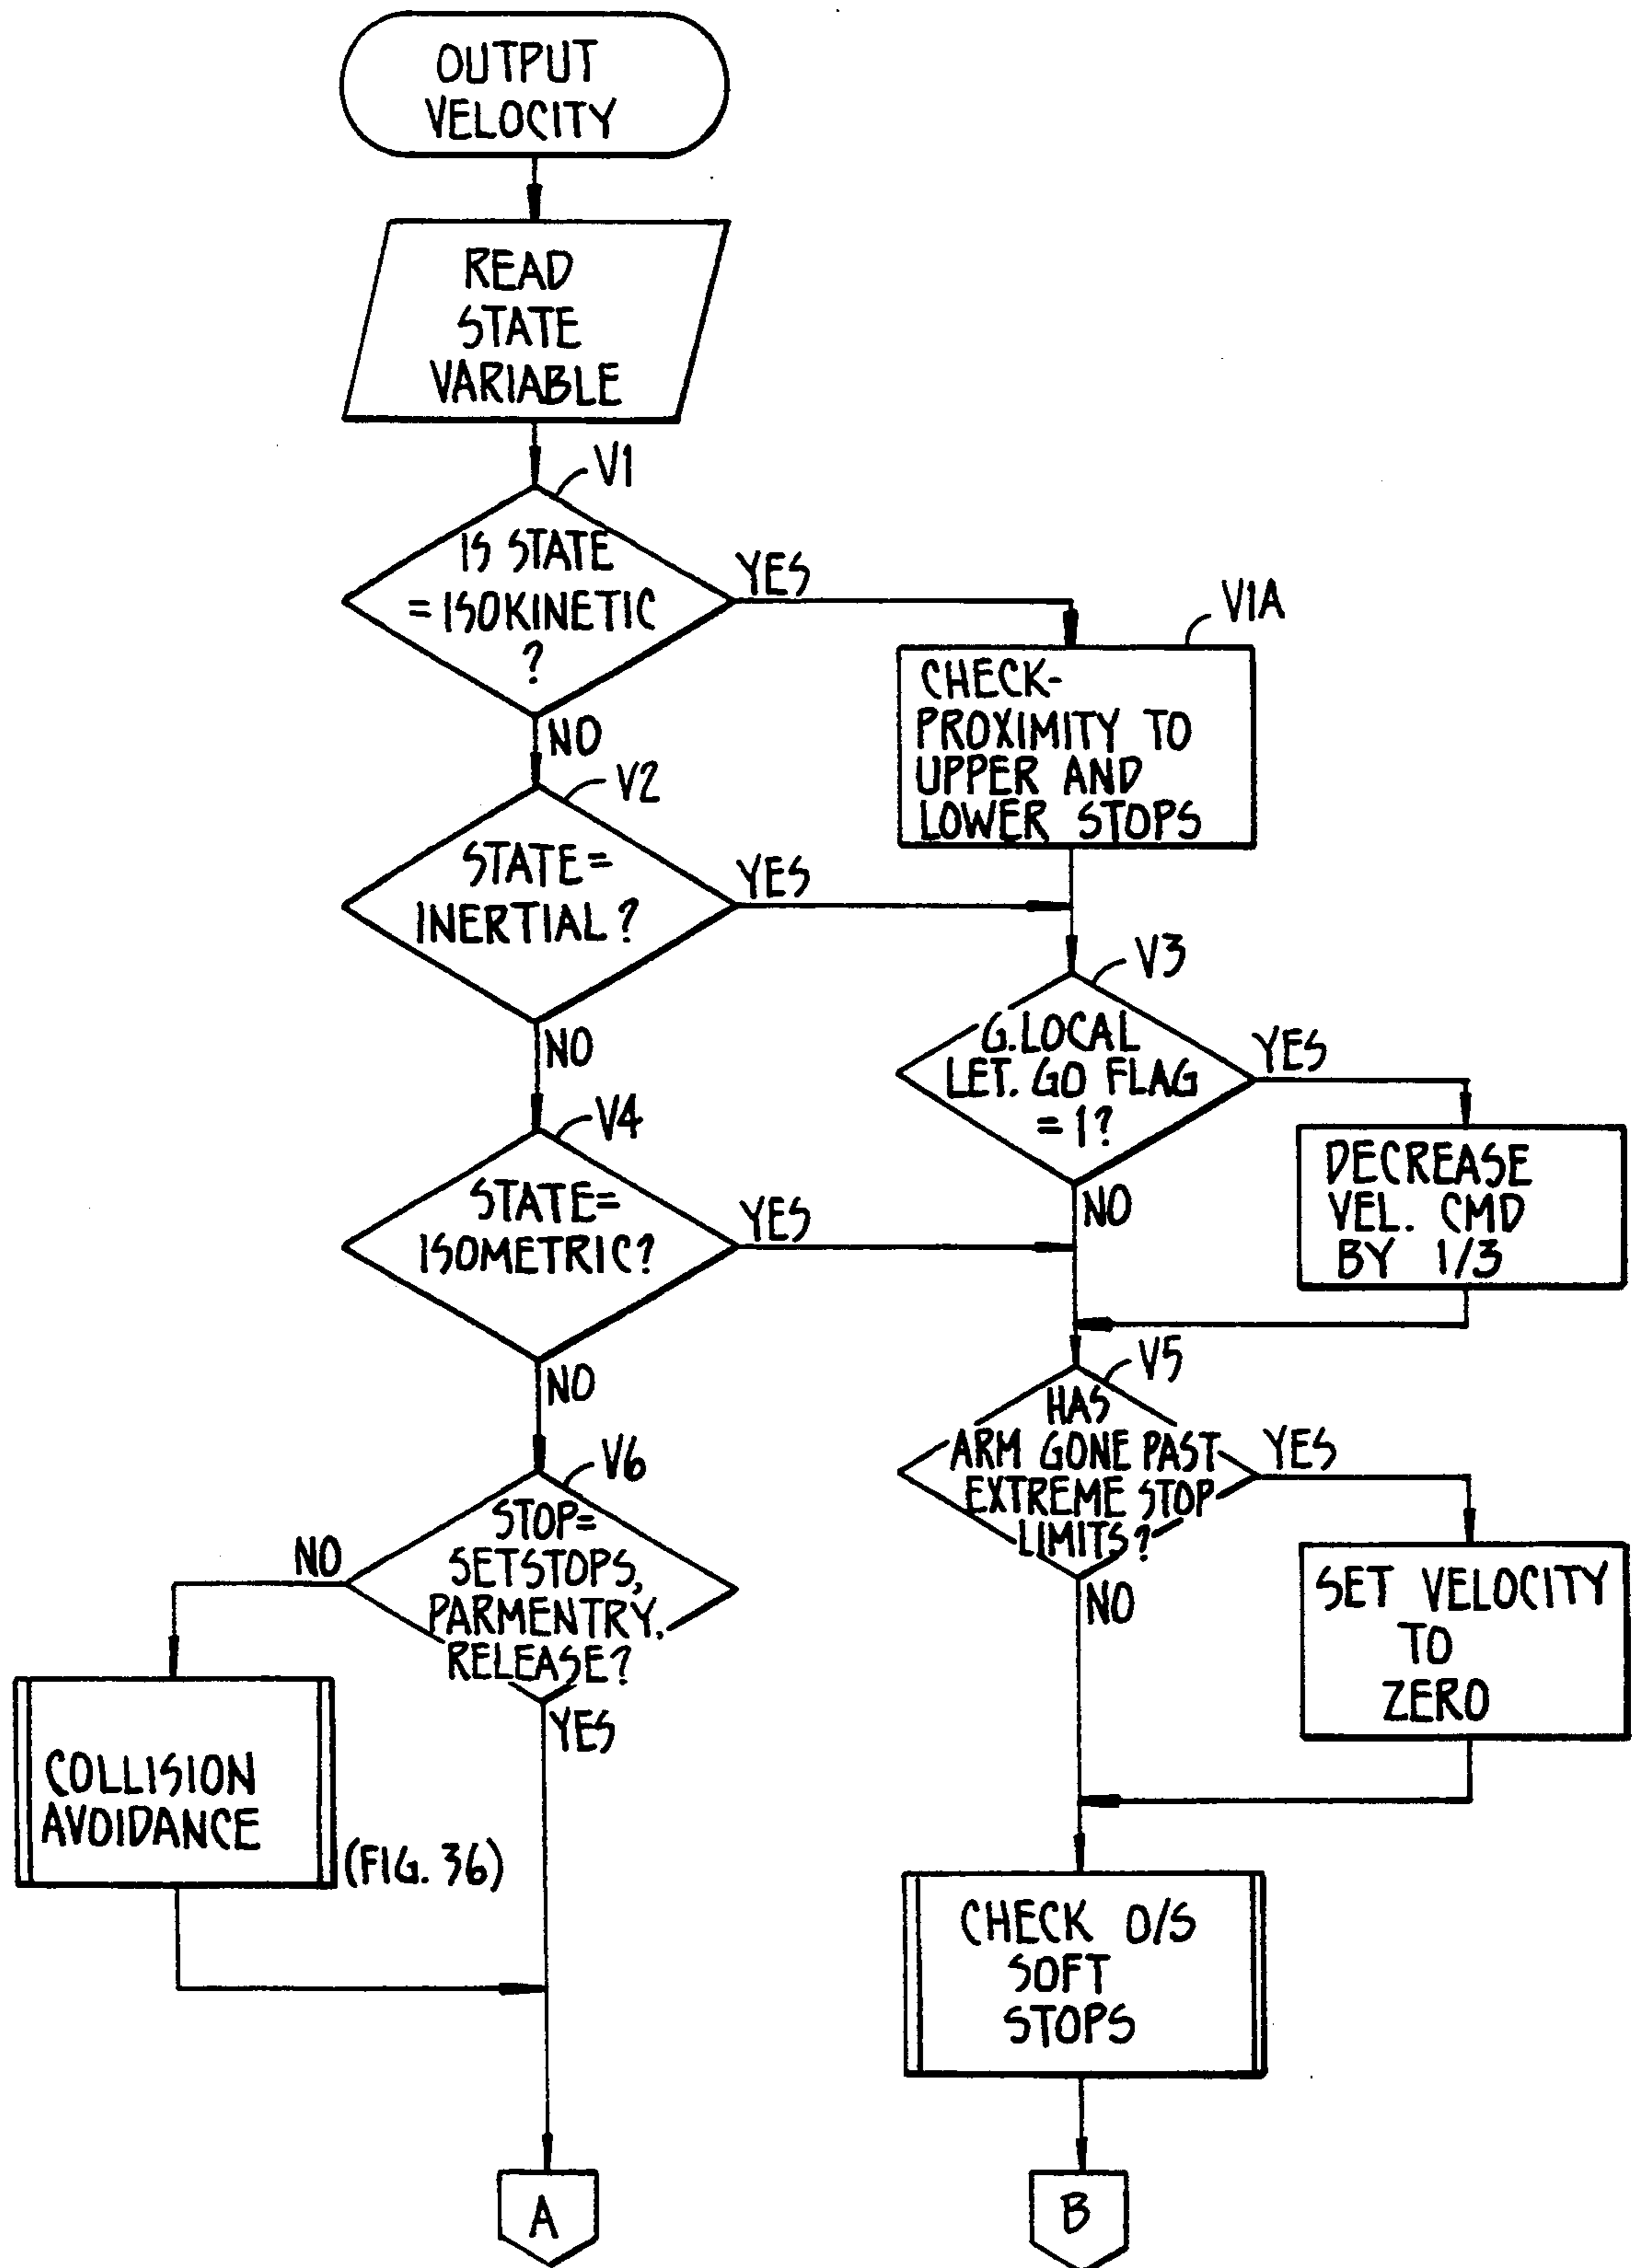 OUTPUT
VELOCITY
READ
STATE
VARIABLE
V1
IS STATE
= ISOKINETIC
?
YES
NO
V1A
CHECK-
PROXIMITY TO
UPPER AND
LOWER STOPS
V2
STATE=
INERTIAL?
YES
NO
V3
G.LOCAL
LET. GO FLAG
= 1?
YES
NO
DECREASE
VEL. CMD
BY 1/3
V4
STATE=
ISOMETRIC?
YES
NO
V5
HAS
ARM GONE PAST
EXTREME STOP
LIMITS?
YES
NO
SET VELOCITY
TO
ZERO
V6
STOP=
SETSTOPS,
PARMENTRY,
RELEASE?
NO
YES
COLLISION
AVOIDANCE
(FIG. 36)
CHECK O/S
SOFT
STOPS
A
B